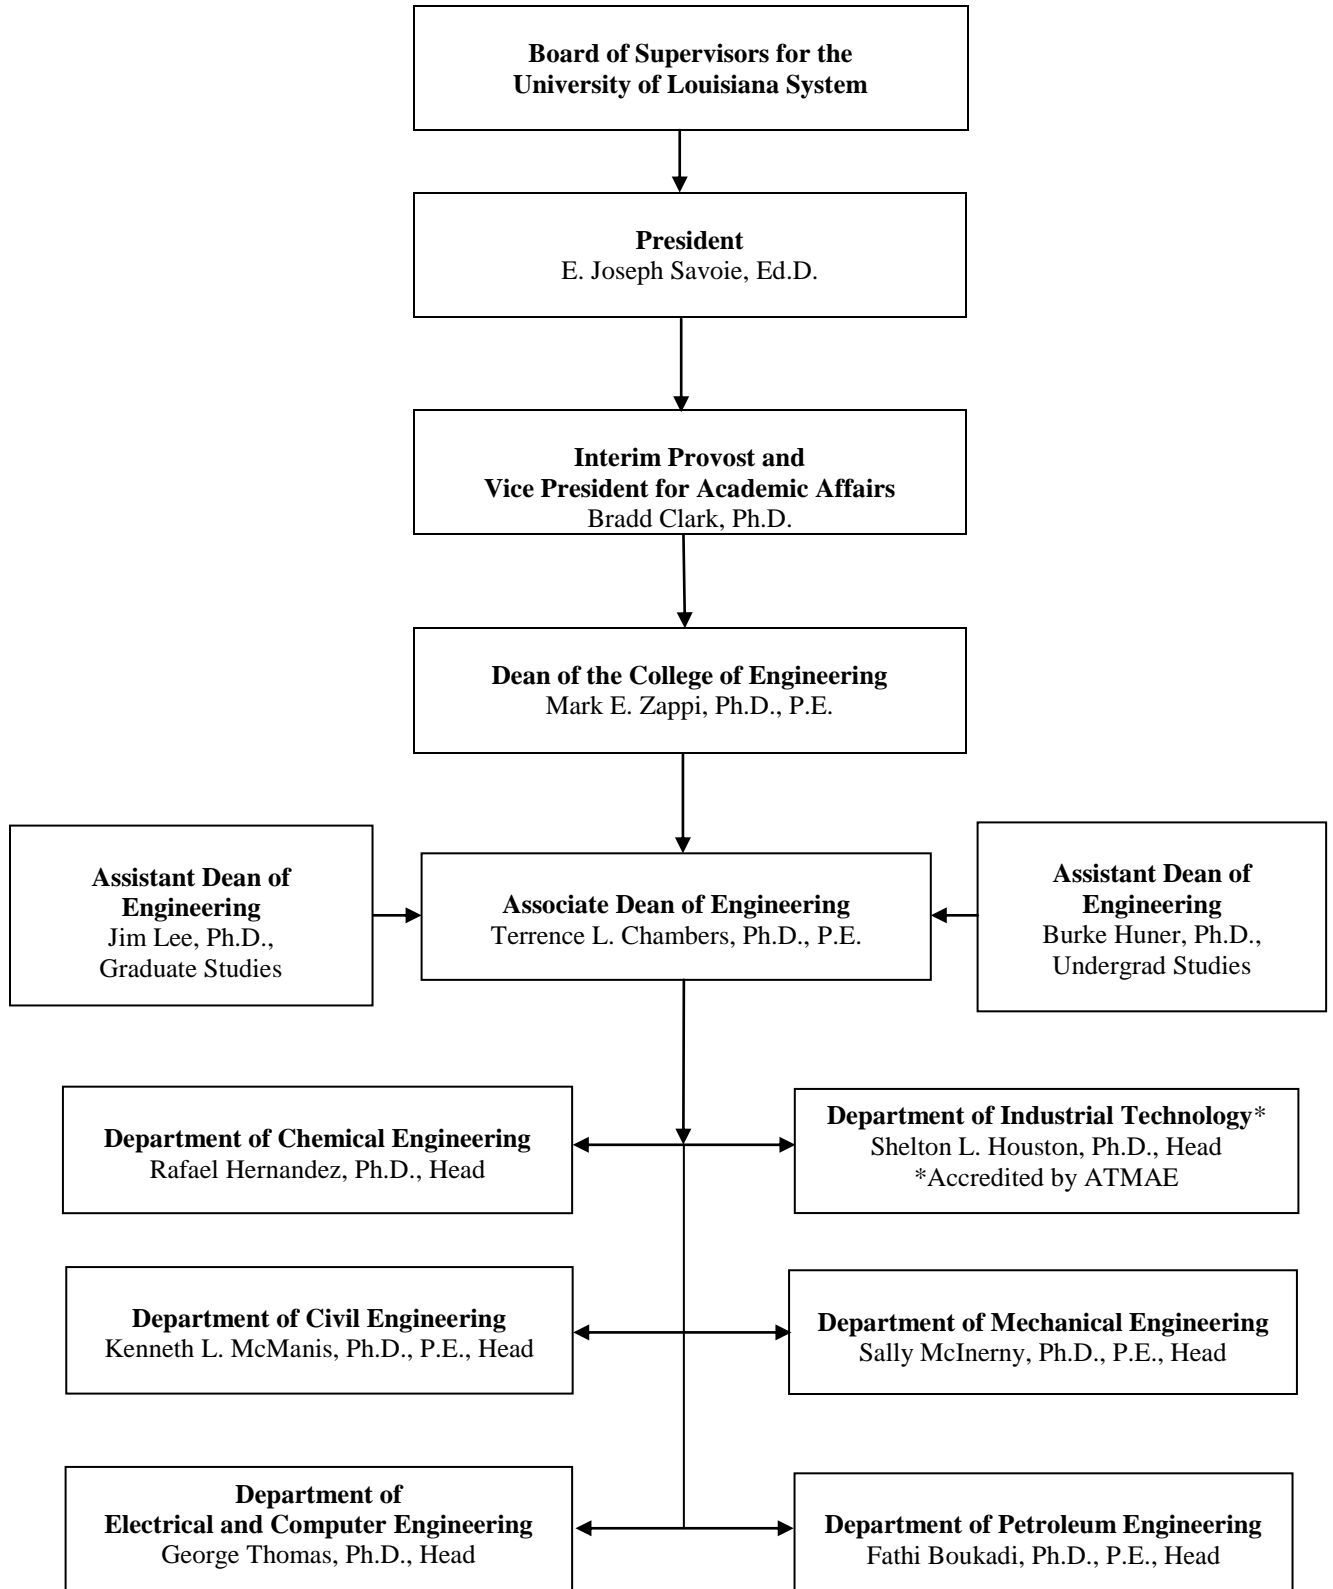 Board of Supervisors for the
University of Louisiana System
President
E. Joseph Savoie, Ed.D.
Interim Provost and
Vice President for Academic Affairs
Bradd Clark, Ph.D.
Dean of the College of Engineering
Mark E. Zappi, Ph.D., P.E.
Assistant Dean of
Engineering
Jim Lee, Ph.D.,
Graduate Studies
Associate Dean of Engineering
Terrence L. Chambers, Ph.D., P.E.
Assistant Dean of
Engineering
Burke Huner, Ph.D.,
Undergrad Studies
Department of Chemical Engineering
Rafael Hernandez, Ph.D., Head
Department of Industrial Technology*
Shelton L. Houston, Ph.D., Head
*Accredited by ATMAE
Department of Civil Engineering
Kenneth L. McManis, Ph.D., P.E., Head
Department of Mechanical Engineering
Sally McInerny, Ph.D., P.E., Head
Department of
Electrical and Computer Engineering
George Thomas, Ph.D., Head
Department of Petroleum Engineering
Fathi Boukadi, Ph.D., P.E., Head